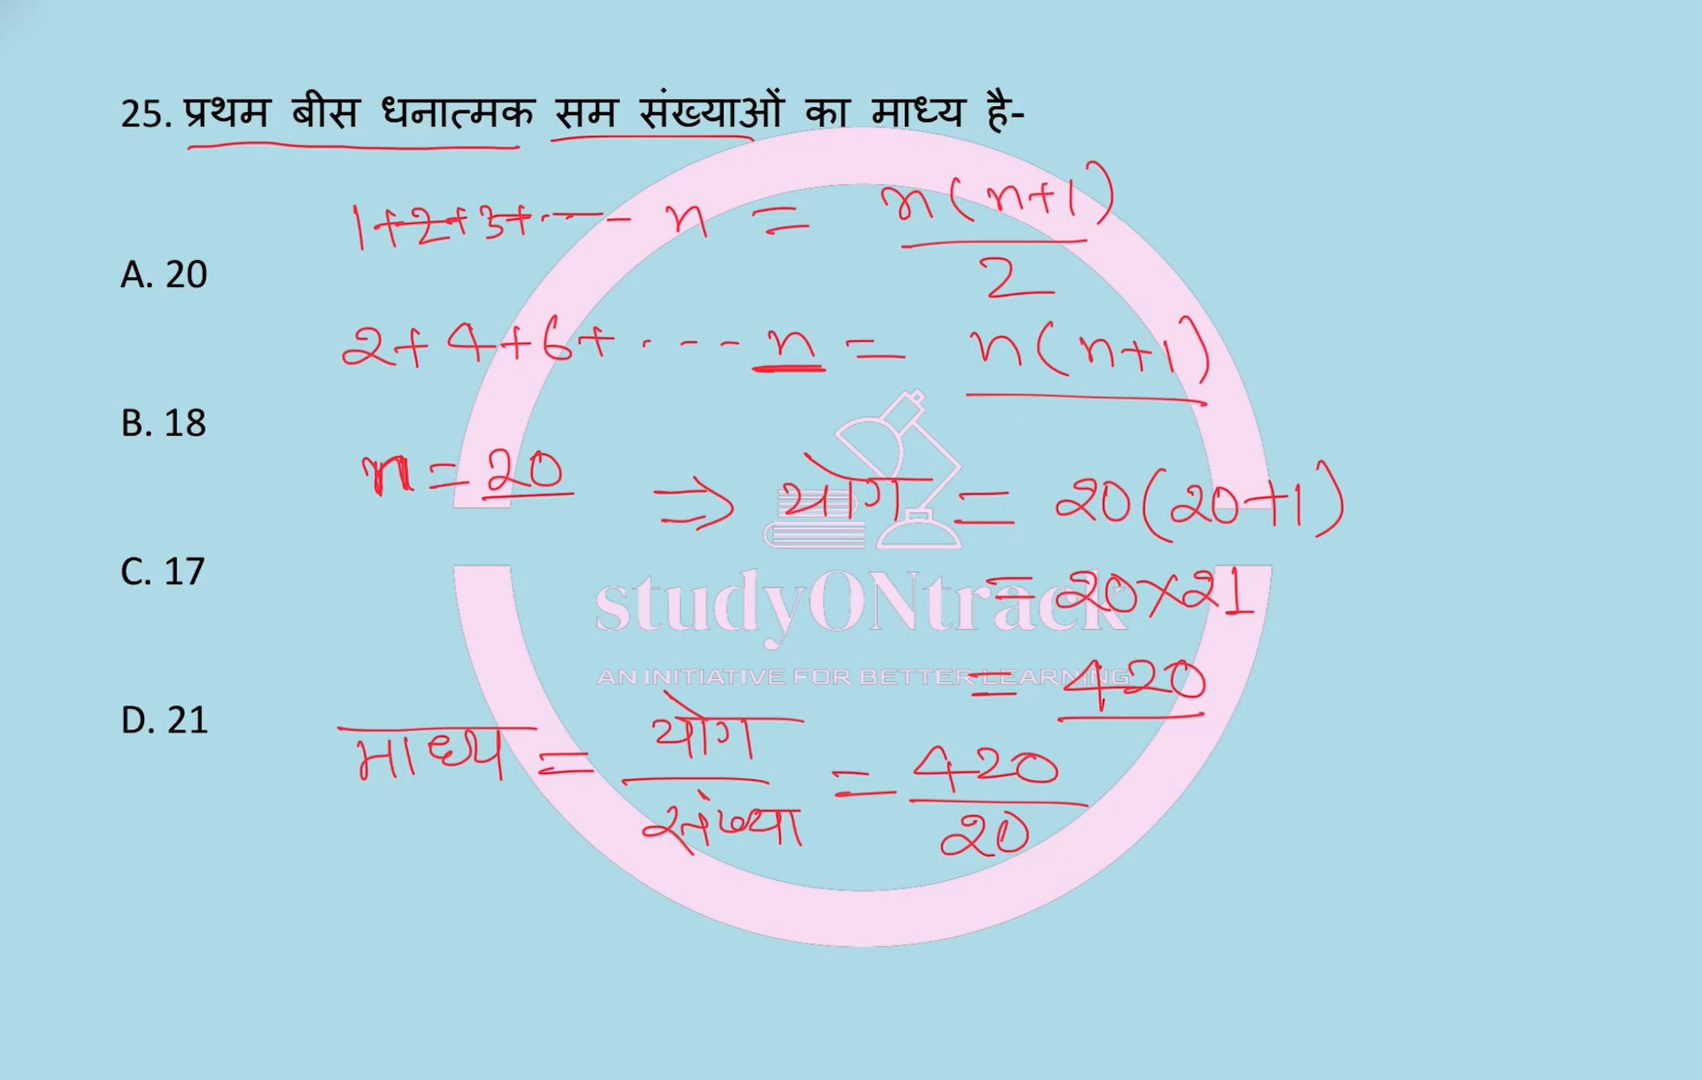 25. प्रथम बीस धनात्मक सम संख्याओं का माध्य है-
1+2+3+ - - - n = n(n+1)/2
A. 20
2+4+6+ - - - - n = n(n+1)
B. 18
n = 20 ⇒ योग = 20(20+1)
C. 17
= 20×21
studyONtrack
AN INITIATIVE FOR BETTER LEARNING
= 420
D. 21
माध्य = योग/संख्या = 420/20